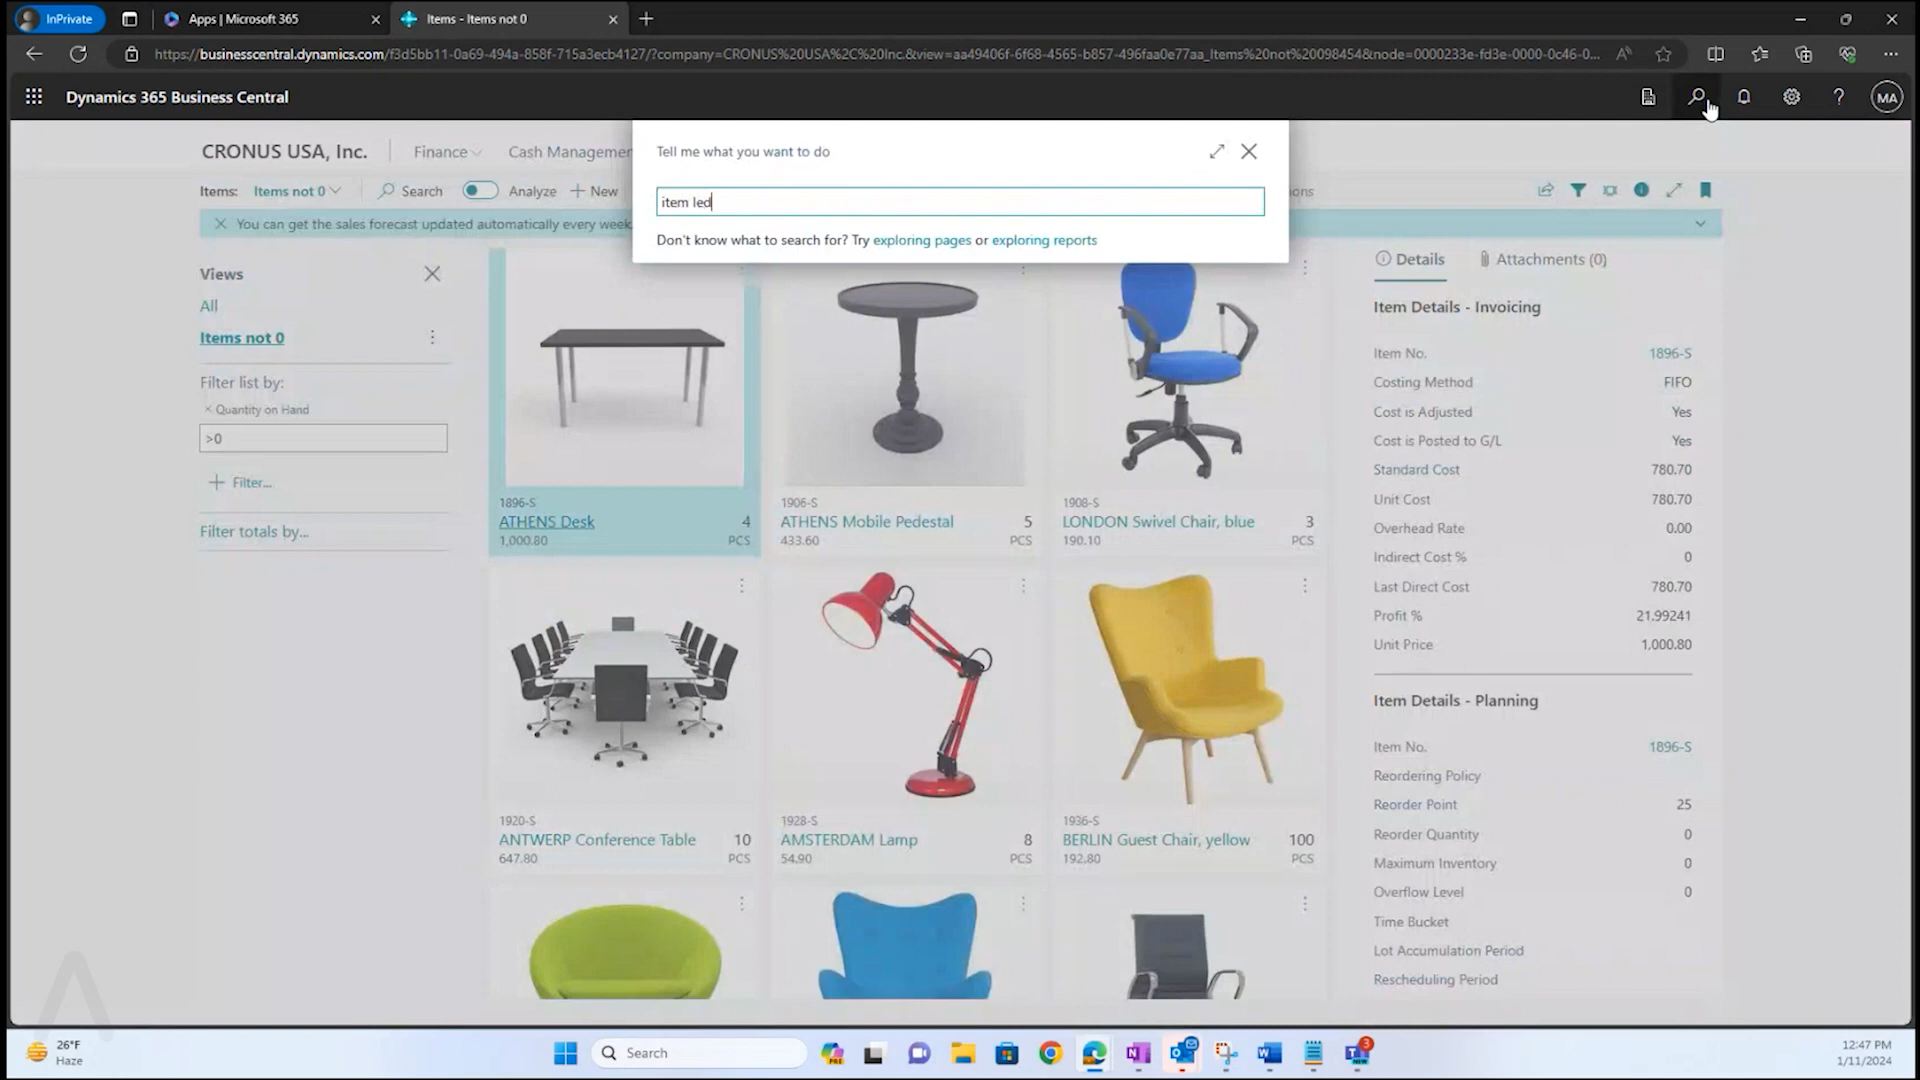 InPrivate
Apps | Microsoft 365
Items - Items not 0
https://businesscentral.dynamics.com/f3d5bb11-0a69-494a-858f-715a3ecb4127/?company=CRONUS%20USA%2C%20Inc.&view=aa49406f-6f68-4565-b857-496faa0e77aa_Items%20not%20098454&node=0000233e-fd3e-0000-0c46-0...
Dynamics 365 Business Central
MA
CRONUS USA, Inc.
Finance
Cash Managemen
Tell me what you want to do
item led
Don't know what to search for? Try exploring pages or exploring reports
Items:
Items not 0
Search
Analyze
New
ons
You can get the sales forecast updated automatically every week.
Views
All
Items not 0
Filter list by:
× Quantity on Hand
>0
Filter...
Filter totals by...
1896-S
ATHENS Desk 4
1,000.80 PCS
1906-S
ATHENS Mobile Pedestal 5
433.60 PCS
1908-S
LONDON Swivel Chair, blue 3
190.10 PCS
1920-S
ANTWERP Conference Table 10
647.80 PCS
1928-S
AMSTERDAM Lamp 8
54.90 PCS
1936-S
BERLIN Guest Chair, yellow 100
192.80 PCS
Details
Attachments (0)
Item Details - Invoicing
Item No. 1896-S
Costing Method FIFO
Cost is Adjusted Yes
Cost is Posted to G/L Yes
Standard Cost 780.70
Unit Cost 780.70
Overhead Rate 0.00
Indirect Cost % 0
Last Direct Cost 780.70
Profit % 21.99241
Unit Price 1,000.80
Item Details - Planning
Item No. 1896-S
Reordering Policy
Reorder Point 25
Reorder Quantity 0
Maximum Inventory 0
Overflow Level 0
Time Bucket
Lot Accumulation Period
Rescheduling Period
26°F
Haze
Search
PRE
3
NEW
12:47 PM
1/11/2024